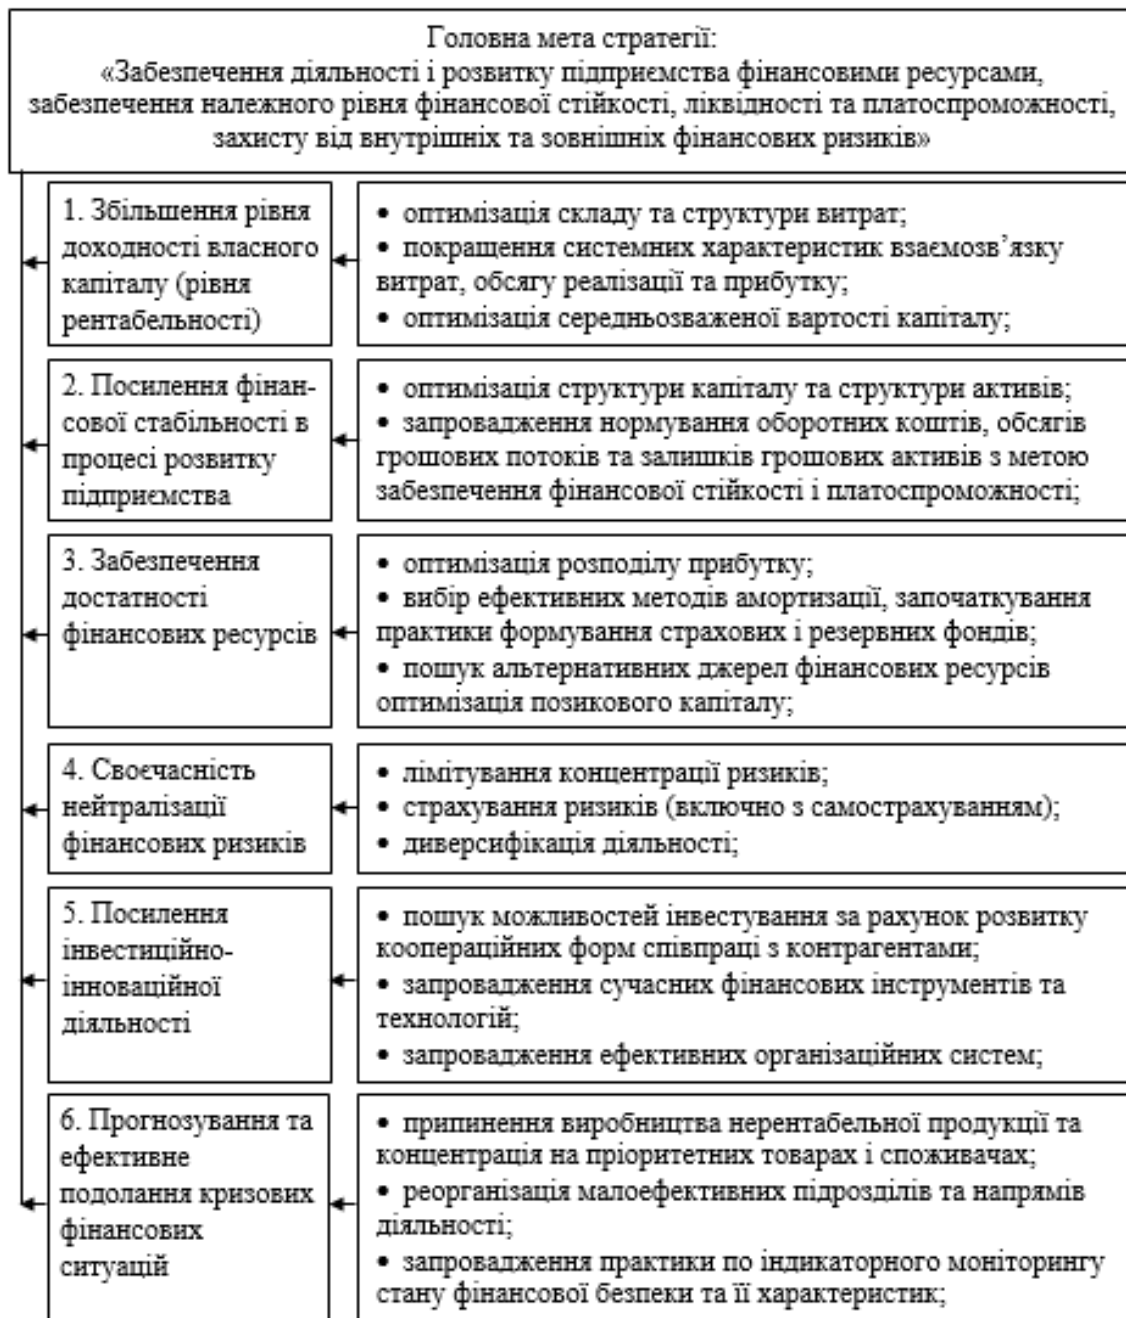 Головна мета стратегії:
«Забезпечення діяльності і розвитку підприємства фінансовими ресурсами,
забезпечення належного рівня фінансової стійкості, ліквідності та платоспроможності,
захисту від внутрішніх та зовнішніх фінансових ризиків»
1. Збільшення рівня
доходності власного
капіталу (рівня
рентабельності)
• оптимізація складу та структури витрат;
• покращення системних характеристик взаємозв’язку
витрат, обсягу реалізації та прибутку;
• оптимізація середньозваженої вартості капіталу;
2. Посилення фінан-
сової стабільності в
процесі розвитку
підприємства
• оптимізація структури капіталу та структури активів;
• запровадження нормування оборотних коштів, обсягів
грошових потоків та залишків грошових активів з метою
забезпечення фінансової стійкості і платоспроможності;
3. Забезпечення
достатності
фінансових ресурсів
• оптимізація розподілу прибутку;
• вибір ефективних методів амортизації, започаткування
практики формування страхових і резервних фондів;
• пошук альтернативних джерел фінансових ресурсів
оптимізація позикового капіталу;
4. Своєчасність
нейтралізації
фінансових ризиків
• лімітування концентрації ризиків;
• страхування ризиків (включно з самострахуванням);
• диверсифікація діяльності;
5. Посилення
інвестиційно-
інноваційної
діяльності
• пошук можливостей інвестування за рахунок розвитку
коопераційних форм співпраці з контрагентами;
• запровадження сучасних фінансових інструментів та
технологій;
• запровадження ефективних організаційних систем;
6. Прогнозування та
ефективне
подолання кризових
фінансових
ситуацій
• припинення виробництва нерентабельної продукції та
концентрація на пріоритетних товарах і споживачах;
• реорганізація малоефективних підрозділів та напрямів
діяльності;
• запровадження практики по індикаторного моніторингу
стану фінансової безпеки та її характеристик;